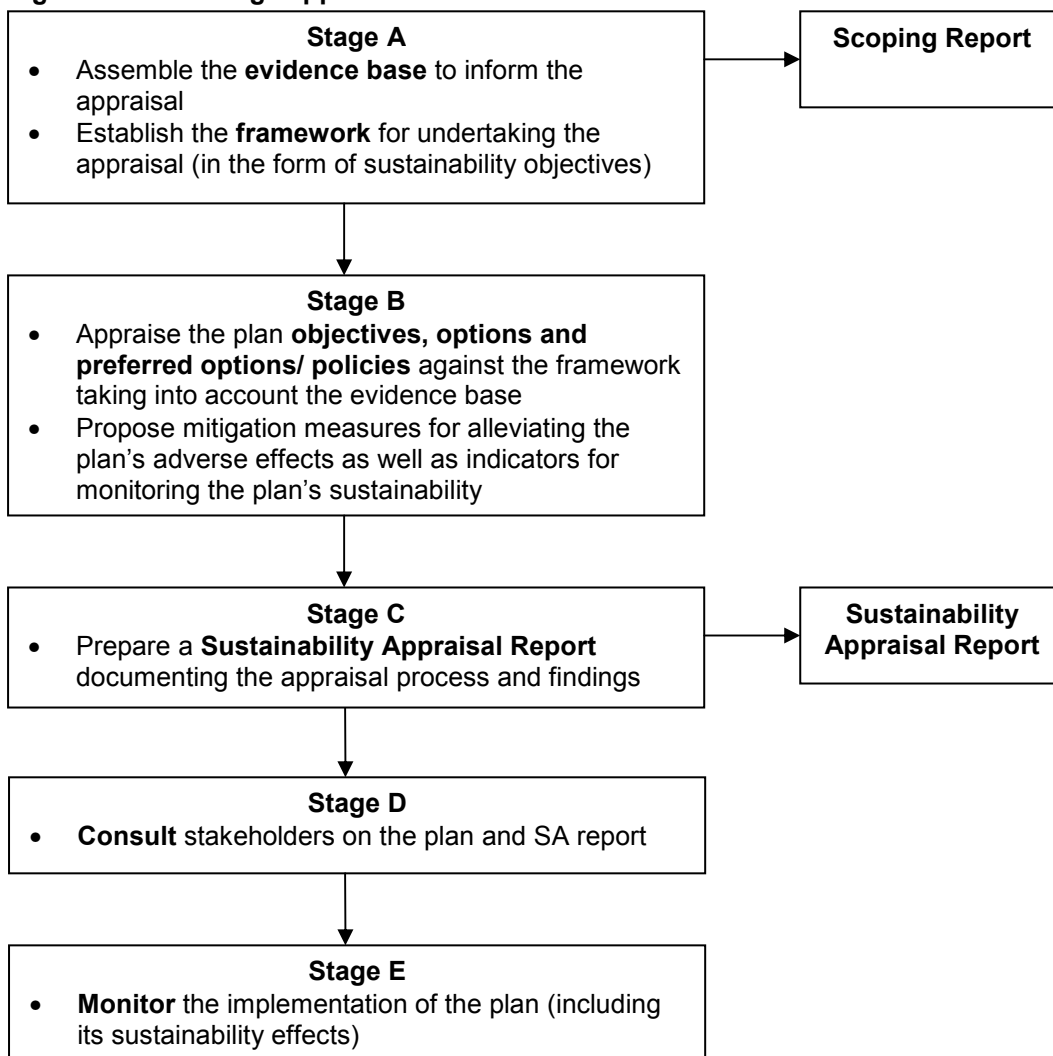 Stage A
• Assemble the evidence base to inform the
appraisal
• Establish the framework for undertaking the
appraisal (in the form of sustainability objectives)
Scoping Report
Stage B
• Appraise the plan objectives, options and
preferred options/ policies against the framework
taking into account the evidence base
• Propose mitigation measures for alleviating the
plan’s adverse effects as well as indicators for
monitoring the plan’s sustainability
Stage C
• Prepare a Sustainability Appraisal Report
documenting the appraisal process and findings
Sustainability
Appraisal Report
Stage D
• Consult stakeholders on the plan and SA report
Stage E
• Monitor the implementation of the plan (including
its sustainability effects)